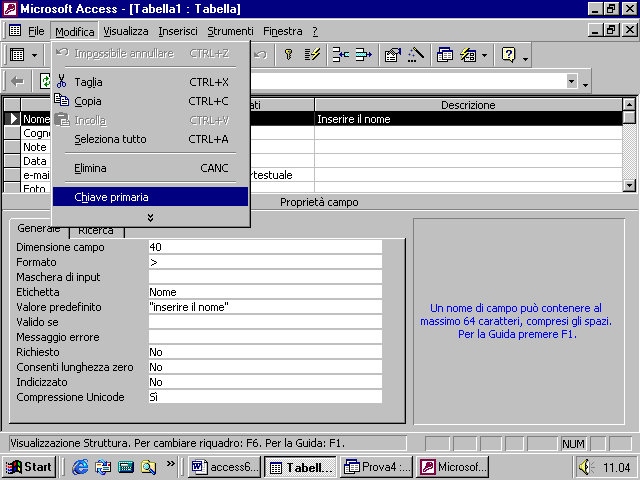 Microsoft Access - [Tabella1 : Tabella]
File Modifica Visualizza Inserisci Strumenti Finestra ?
Impossibile annullare CTRL+Z
Taglia CTRL+X
Copia CTRL+C
Incolla CTRL+V
Seleziona tutto CTRL+A
Elimina CANC
Chiave primaria
ati Descrizione
Nome Inserire il nome
Cogn
Note
Data
e-mai rtestuale
Foto
Proprietà campo
Generale Ricerca
Dimensione campo 40
Formato >
Maschera di input
Etichetta Nome
Valore predefinito "inserire il nome"
Valido se
Messaggio errore
Richiesto No
Consenti lunghezza zero No
Indicizzato No
Compressione Unicode Sì
Un nome di campo può contenere al
massimo 64 caratteri, compresi gli spazi.
Per la Guida premere F1.
Visualizzazione Struttura. Per cambiare riquadro: F6. Per la Guida: F1. NUM
Start » access6... Tabell... Prova4 :... Microsof... 11.04